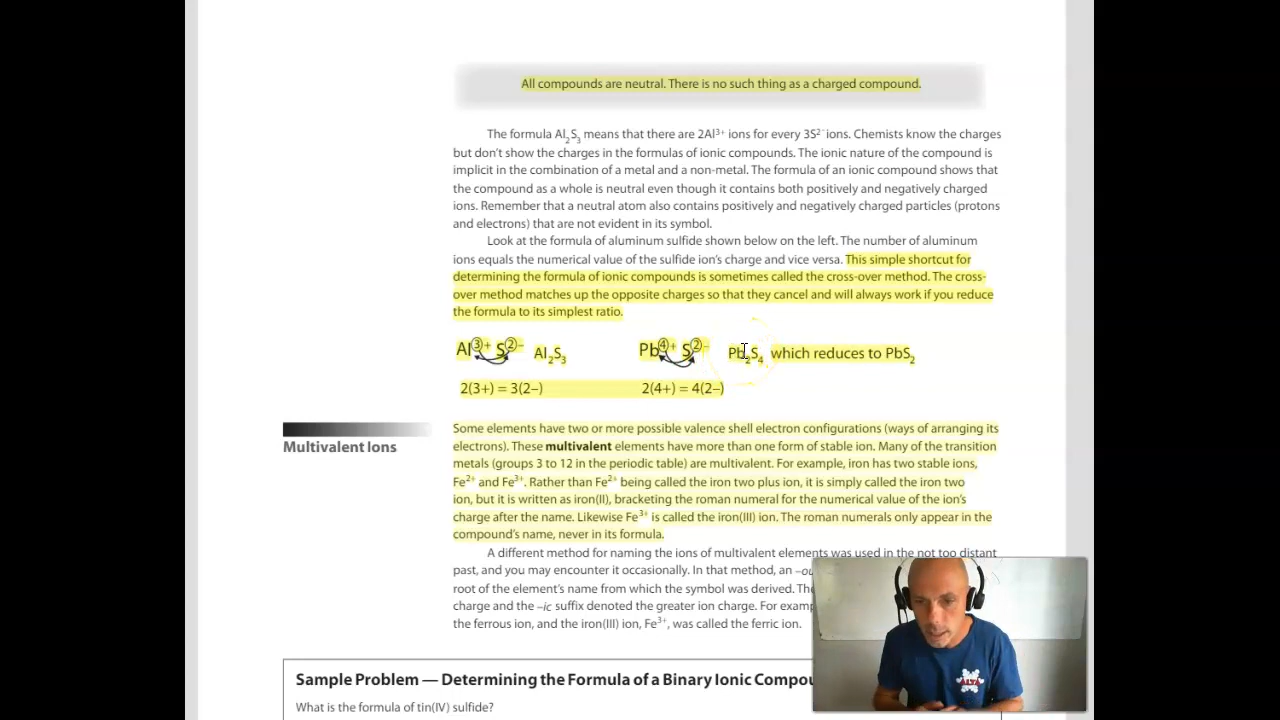 All compounds are neutral. There is no such thing as a charged compound.
The formula Al2S3 means that there are 2Al3+ ions for every 3S2– ions. Chemists know the charges
but don't show the charges in the formulas of ionic compounds. The ionic nature of the compound is
implicit in the combination of a metal and a non-metal. The formula of an ionic compound shows that
the compound as a whole is neutral even though it contains both positively and negatively charged
ions. Remember that a neutral atom also contains positively and negatively charged particles (protons
and electrons) that are not evident in its symbol.
Look at the formula of aluminum sulfide shown below on the left. The number of aluminum
ions equals the numerical value of the sulfide ion's charge and vice versa. This simple shortcut for
determining the formula of ionic compounds is sometimes called the cross-over method. The cross-
over method matches up the opposite charges so that they cancel and will always work if you reduce
the formula to its simplest ratio.
Al3+ S2– Al2S3 Pb4+ S2– Pb2S4 which reduces to PbS2
2(3+) = 3(2–) 2(4+) = 4(2–)
Multivalent Ions
Some elements have two or more possible valence shell electron configurations (ways of arranging its
electrons). These multivalent elements have more than one form of stable ion. Many of the transition
metals (groups 3 to 12 in the periodic table) are multivalent. For example, iron has two stable ions,
Fe2+ and Fe3+. Rather than Fe2+ being called the iron two plus ion, it is simply called the iron two
ion, but it is written as iron(II), bracketing the roman numeral for the numerical value of the ion's
charge after the name. Likewise Fe3+ is called the iron(III) ion. The roman numerals only appear in the
compound's name, never in its formula.
A different method for naming the ions of multivalent elements was used in the not too distant
past, and you may encounter it occasionally. In that method, an
root of the element's name from which the symbol was derived.
charge and the –ic suffix denoted the greater ion charge. For
the ferrous ion, and the iron(III) ion, Fe3+, was called the ferric ion.
Sample Problem — Determining the Formula of a Binary Ionic
What is the formula of tin(IV) sulfide?